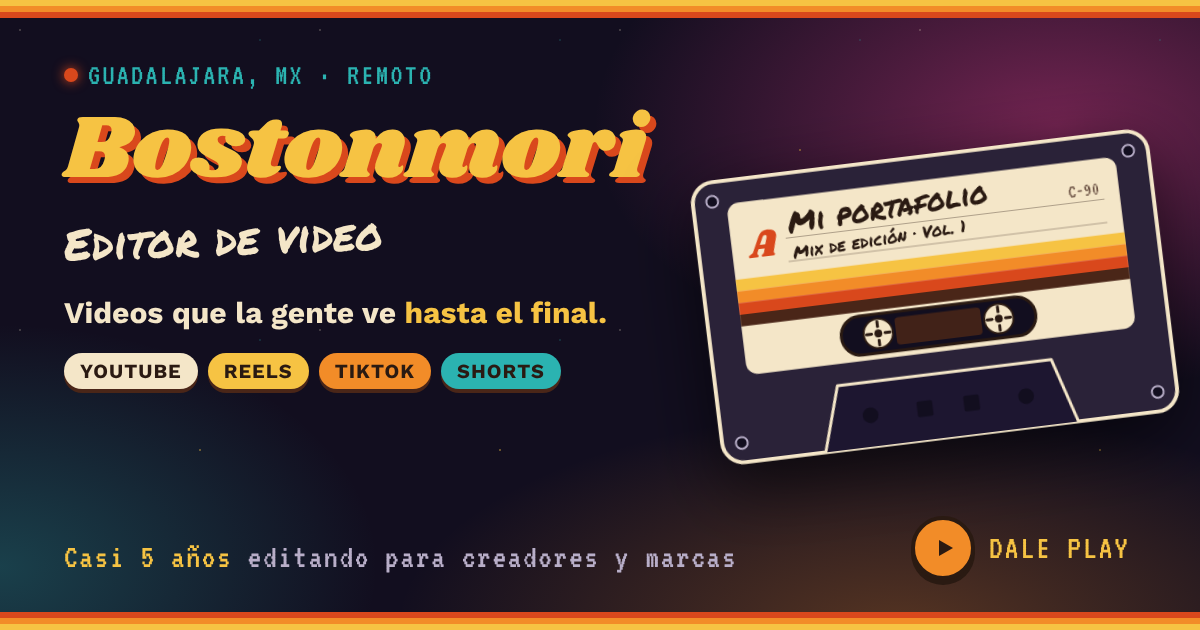 GUADALAJARA, MX · REMOTO
Bostonmori
EDITOR DE VIDEO
Videos que la gente ve hasta el final.
YOUTUBE REELS TIKTOK SHORTS
A
MI PORTAFOLIO
C-90
MIX DE EDICIÓN · VOL. 1
Casi 5 años editando para creadores y marcas
DALE PLAY